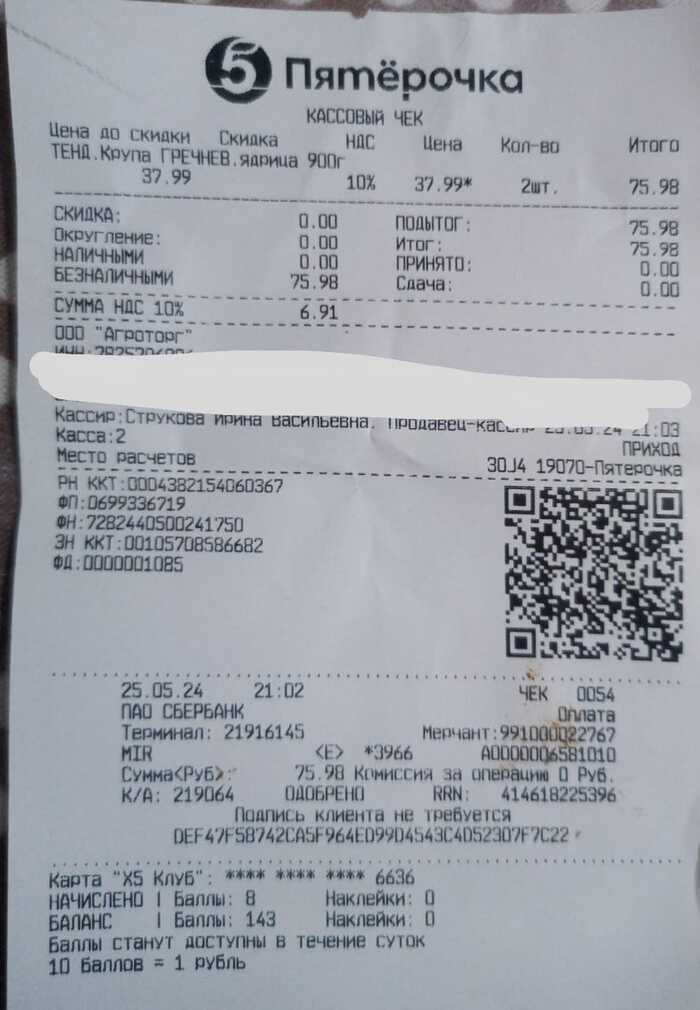 5 Пятёрочка
КАССОВЫЙ ЧЕК
Цена до скидки Скидка НДС Цена Кол-во Итого
ТЕНД.Крупа ГРЕЧНЕВ.ядрица 900г
37.99 10% 37.99* 2шт. 75.98
СКИДКА: 0.00 ПОДЫТОГ: 75.98
Округление: 0.00 Итог: 75.98
НАЛИЧНЫМИ 0.00 ПРИНЯТО: 0.00
БЕЗНАЛИЧНЫМИ 75.98 Сдача: 0.00
СУММА НДС 10% 6.91
ООО "Агроторг"
Кассир:Струкова Ирина Васильевна. Продавец-кассир 25.05.24 21:03
Касса:2 ПРИХОД
Место расчетов 30J4 19070-Пятерочка
РН ККТ:0004382154060367
ФП:0699336719
ФН:7282440500241750
ЗН ККТ:00105708586682
ФД:0000001085
25.05.24 21:02 ЧЕК 0054
ПАО СБЕРБАНК Оплата
Терминал: 21916145 Мерчант:991000022767
MIR <E> *3966 A0000006581010
Сумма<Руб>: 75.98 Комиссия за операцию 0 Руб.
К/А: 219064 ОДОБРЕНО RRN: 414618225396
Подпись клиента не требуется
DEF47F58742CA5F964ED99D4543C4D52307F7C22
Карта "X5 Клуб": **** **** **** 6636
НАЧИСЛЕНО | Баллы: 8 Наклейки: 0
БАЛАНС | Баллы: 143 Наклейки: 0
Баллы станут доступны в течение суток
10 баллов = 1 рубль